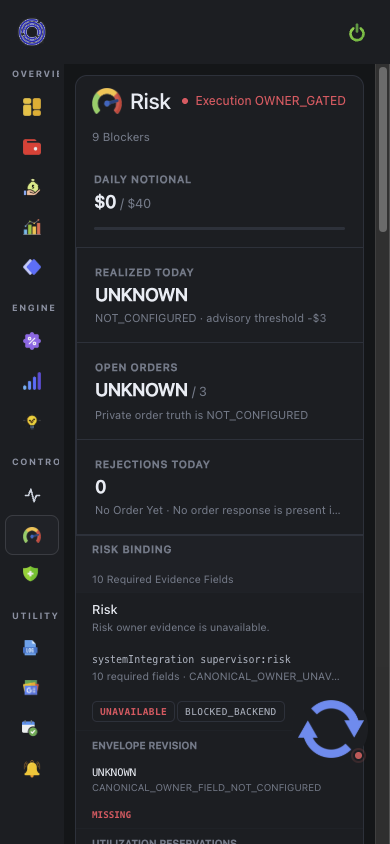 OVERVIE
Risk
Execution OWNER_GATED
9 Blockers
DAILY NOTIONAL
$0 / $40
REALIZED TODAY
UNKNOWN
NOT_CONFIGURED · advisory threshold -$3
ENGINE
OPEN ORDERS
UNKNOWN / 3
Private order truth is NOT_CONFIGURED
CONTRO
REJECTIONS TODAY
0
No Order Yet · No order response is present i...
RISK BINDING
10 Required Evidence Fields
Risk
Risk owner evidence is unavailable.
UTILITY
systemIntegration supervisor:risk
10 required fields · CANONICAL_OWNER_UNAV...
UNAVAILABLE BLOCKED_BACKEND
ENVELOPE REVISION
UNKNOWN
CANONICAL_OWNER_FIELD_NOT_CONFIGURED
MISSING
UTILIZATION RESERVATIONS